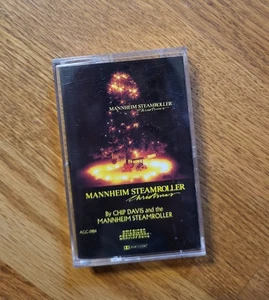 MANNHEIM STEAMROLLER
Christmas
MANNHEIM STEAMROLLER
Christmas
By CHIP DAVIS and the
MANNHEIM STEAMROLLER